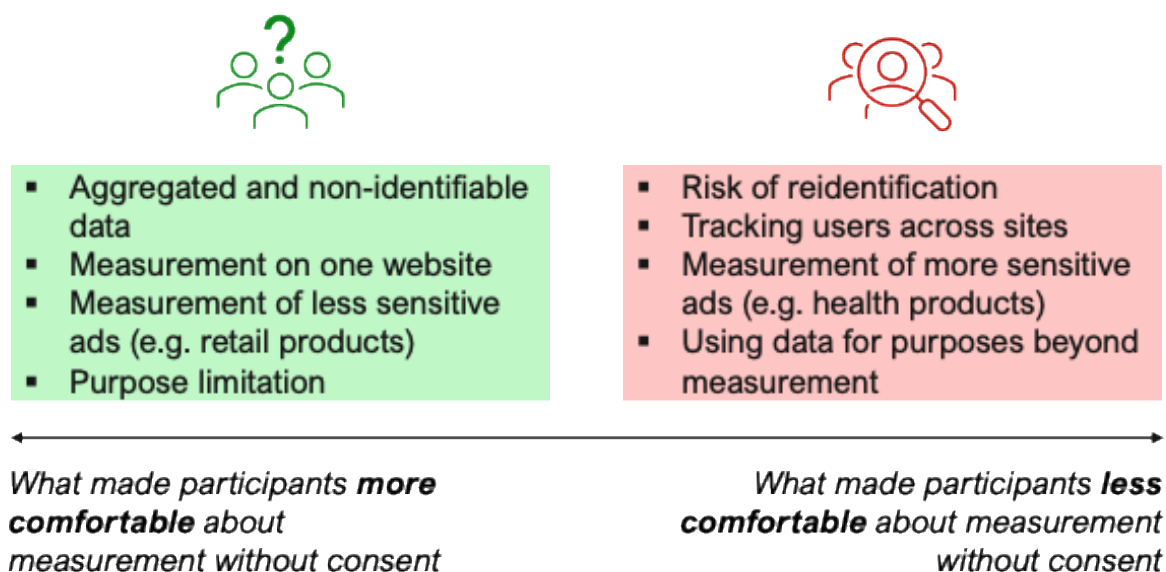 ?
▪ Aggregated and non-identifiable
data
▪ Measurement on one website
▪ Measurement of less sensitive
ads (e.g. retail products)
▪ Purpose limitation
▪ Risk of reidentification
▪ Tracking users across sites
▪ Measurement of more sensitive
ads (e.g. health products)
▪ Using data for purposes beyond
measurement
What made participants more
comfortable about
measurement without consent
What made participants less
comfortable about measurement
without consent